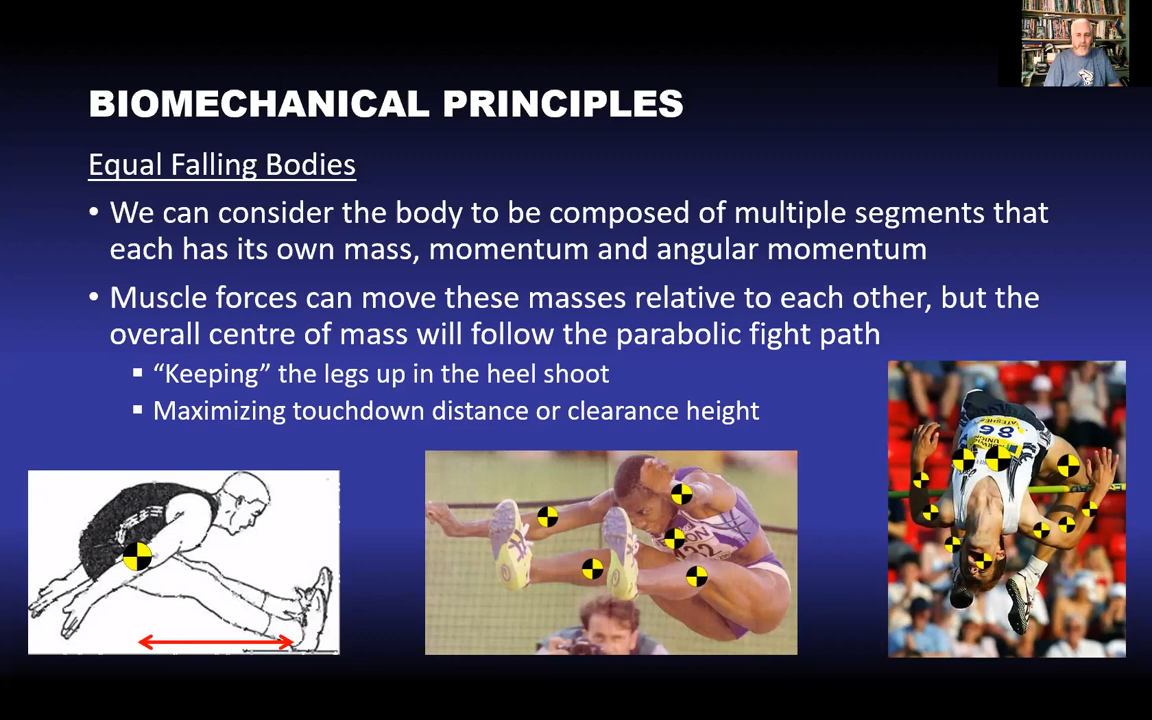 BIOMECHANICAL PRINCIPLES
Equal Falling Bodies
• We can consider the body to be composed of multiple segments that
each has its own mass, momentum and angular momentum
• Muscle forces can move these masses relative to each other, but the
overall centre of mass will follow the parabolic fight path
▪ “Keeping” the legs up in the heel shoot
▪ Maximizing touchdown distance or clearance height
86